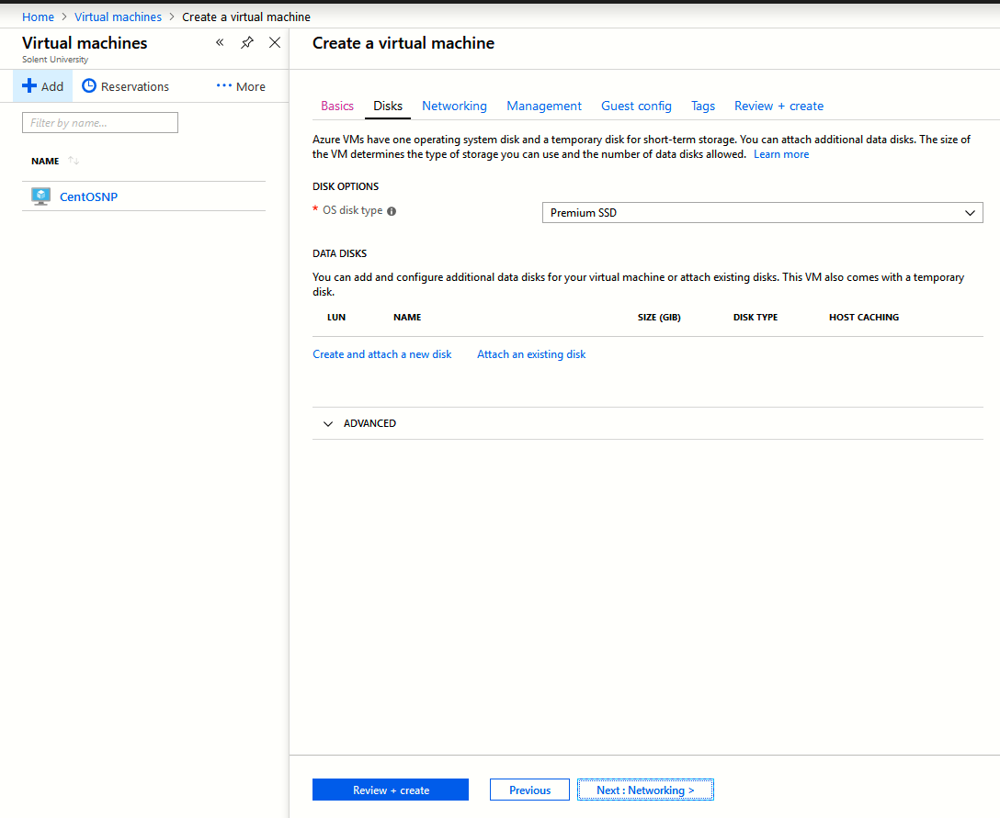 Home > Virtual machines > Create a virtual machine
Virtual machines
Solent University
Add
Reservations
··· More
Filter by name...
NAME
CentOSNP
Create a virtual machine
Basics
Disks
Networking
Management
Guest config
Tags
Review + create
Azure VMs have one operating system disk and a temporary disk for short-term storage. You can attach additional data disks. The size of
the VM determines the type of storage you can use and the number of data disks allowed. Learn more
DISK OPTIONS
* OS disk type
Premium SSD
DATA DISKS
You can add and configure additional data disks for your virtual machine or attach existing disks. This VM also comes with a temporary
disk.
LUN NAME SIZE (GIB) DISK TYPE HOST CACHING
Create and attach a new disk
Attach an existing disk
ADVANCED
Review + create
Previous
Next : Networking >